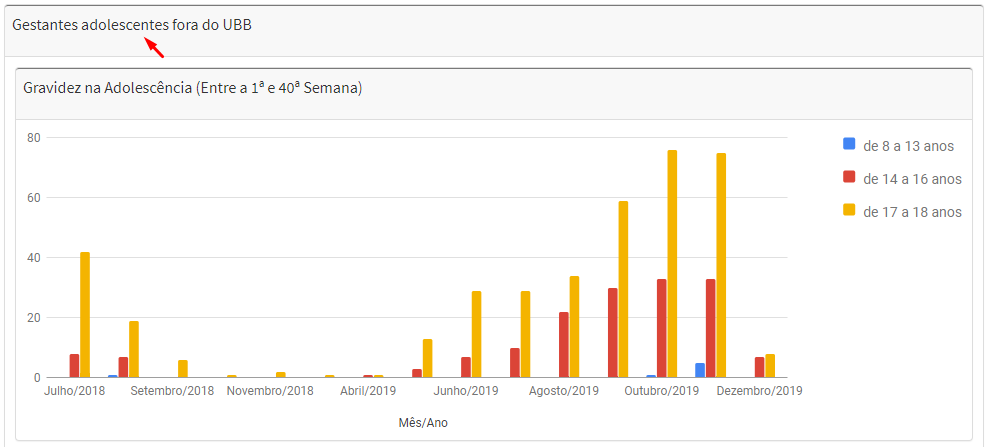 Gestantes adolescentes fora do UBB
Gravidez na Adolescência (Entre a 1ª e 40ª Semana)
80
60
40
20
0
Julho/2018 Setembro/2018 Novembro/2018 Abril/2019 Junho/2019 Agosto/2019 Outubro/2019 Dezembro/2019
Mês/Ano
de 8 a 13 anos
de 14 a 16 anos
de 17 a 18 anos